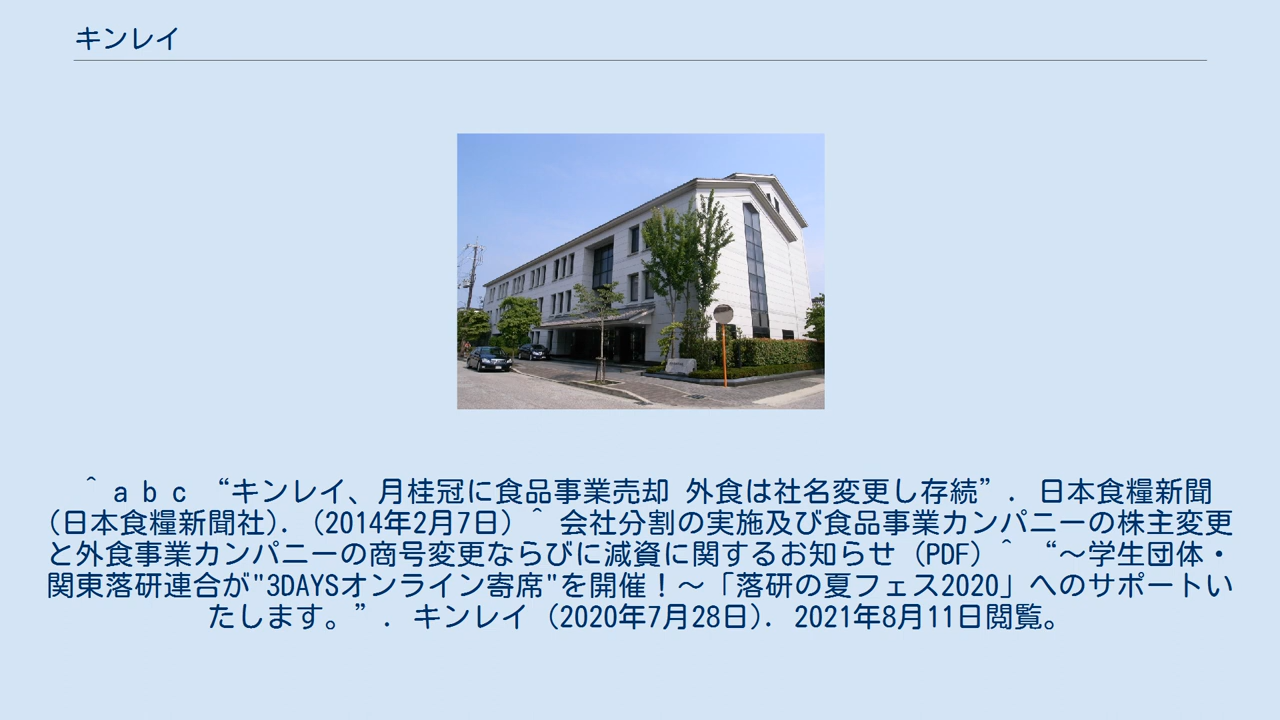 キンレイ
^ a b c “キンレイ、月桂冠に食品事業売却 外食は社名変更し存続”. 日本食糧新聞
(日本食糧新聞社). (2014年2月7日) ^ 会社分割の実施及び食品事業カンパニーの株主変更
と外食事業カンパニーの商号変更ならびに減資に関するお知らせ (PDF) ^ “～学生団体・
関東落研連合が"3DAYSオンライン寄席"を開催！～「落研の夏フェス2020」へのサポートい
たします。”. キンレイ (2020年7月28日). 2021年8月11日閲覧。